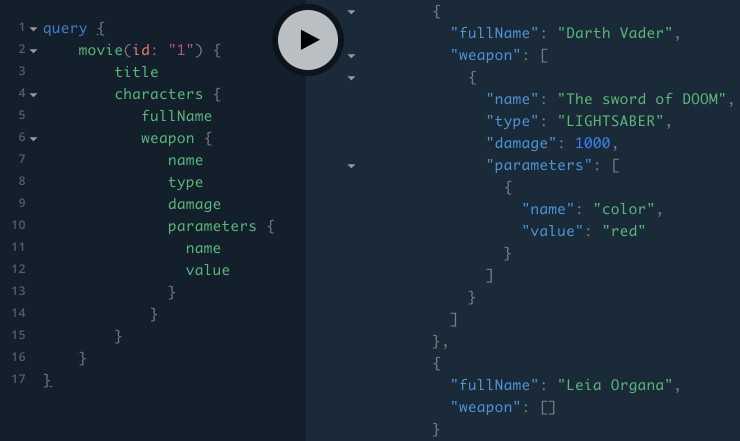 1 query {
2 movie(id: "1") {
3 title
4 characters {
5 fullName
6 weapon {
7 name
8 type
9 damage
10 parameters {
11 name
12 value
13 }
14 }
15 }
16 }
17 }
{
"fullName": "Darth Vader",
"weapon": [
{
"name": "The sword of DOOM",
"type": "LIGHTSABER",
"damage": 1000,
"parameters": [
{
"name": "color",
"value": "red"
}
]
}
]
},
{
"fullName": "Leia Organa",
"weapon": []
}